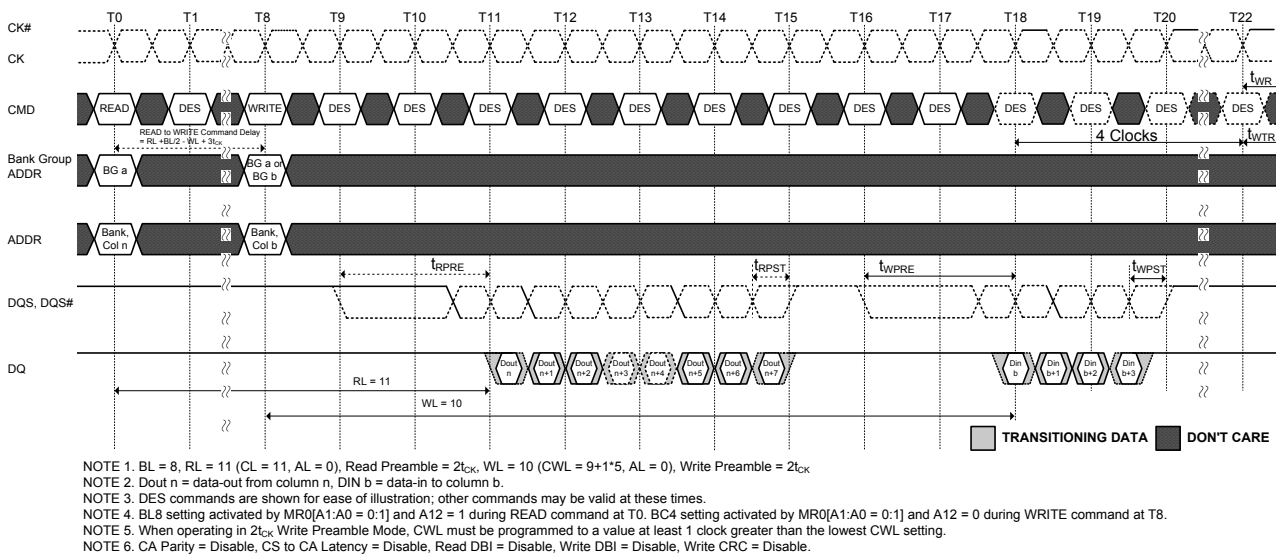 T0 T1 T8 T9 T10 T11 T12 T13 T14 T15 T16 T17 T18 T19 T20 T22
CK#
CK
tWR
CMD READ DES WRITE DES DES DES DES DES DES DES DES DES DES DES DES DES
READ to WRITE Command Delay
= RL +BL/2 - WL + 3tCK
4 Clocks tWTR
Bank Group
ADDR
BG a
BG a or
BG b
ADDR
Bank,
Col n
Bank,
Col b
tRPRE tRPST tWPRE tWPST
DQS, DQS#
DQ
Dout
n
Dout
n+1
Dout
n+2
Dout
n+3
Dout
n+4
Dout
n+5
Dout
n+6
Dout
n+7
Din
b
Din
b+1
Din
b+2
Din
b+3
RL = 11
WL = 10
TRANSITIONING DATA DON'T CARE
NOTE 1. BL = 8, RL = 11 (CL = 11, AL = 0), Read Preamble = 2tCK, WL = 10 (CWL = 9+1*5, AL = 0), Write Preamble = 2tCK
NOTE 2. Dout n = data-out from column n, DIN b = data-in to column b.
NOTE 3. DES commands are shown for ease of illustration; other commands may be valid at these times.
NOTE 4. BL8 setting activated by MR0[A1:A0 = 0:1] and A12 = 1 during READ command at T0. BC4 setting activated by MR0[A1:A0 = 0:1] and A12 = 0 during WRITE command at T8.
NOTE 5. When operating in 2tCK Write Preamble Mode, CWL must be programmed to a value at least 1 clock greater than the lowest CWL setting.
NOTE 6. CA Parity = Disable, CS to CA Latency = Disable, Read DBI = Disable, Write DBI = Disable, Write CRC = Disable.